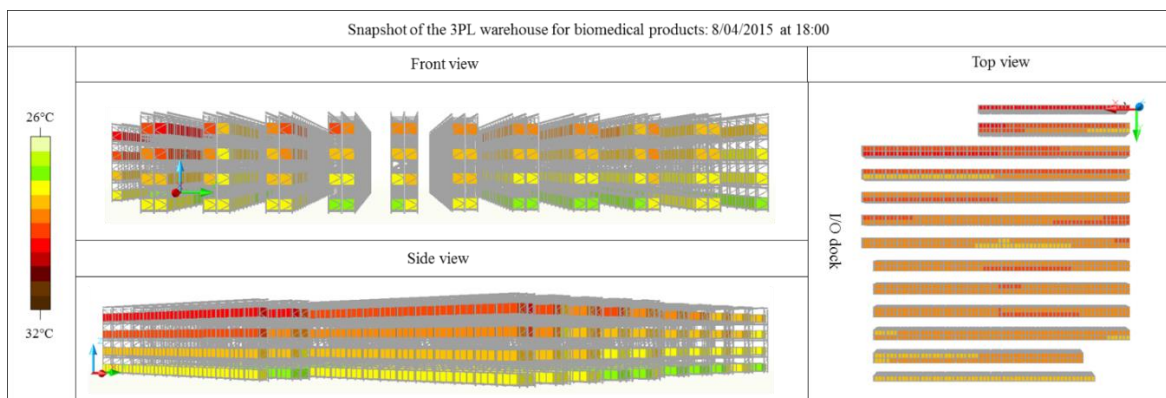 Snapshot of the 3PL warehouse for biomedical products: 8/04/2015 at 18:00
Front view
Top view
26°C
32°C
Side view
I/O dock